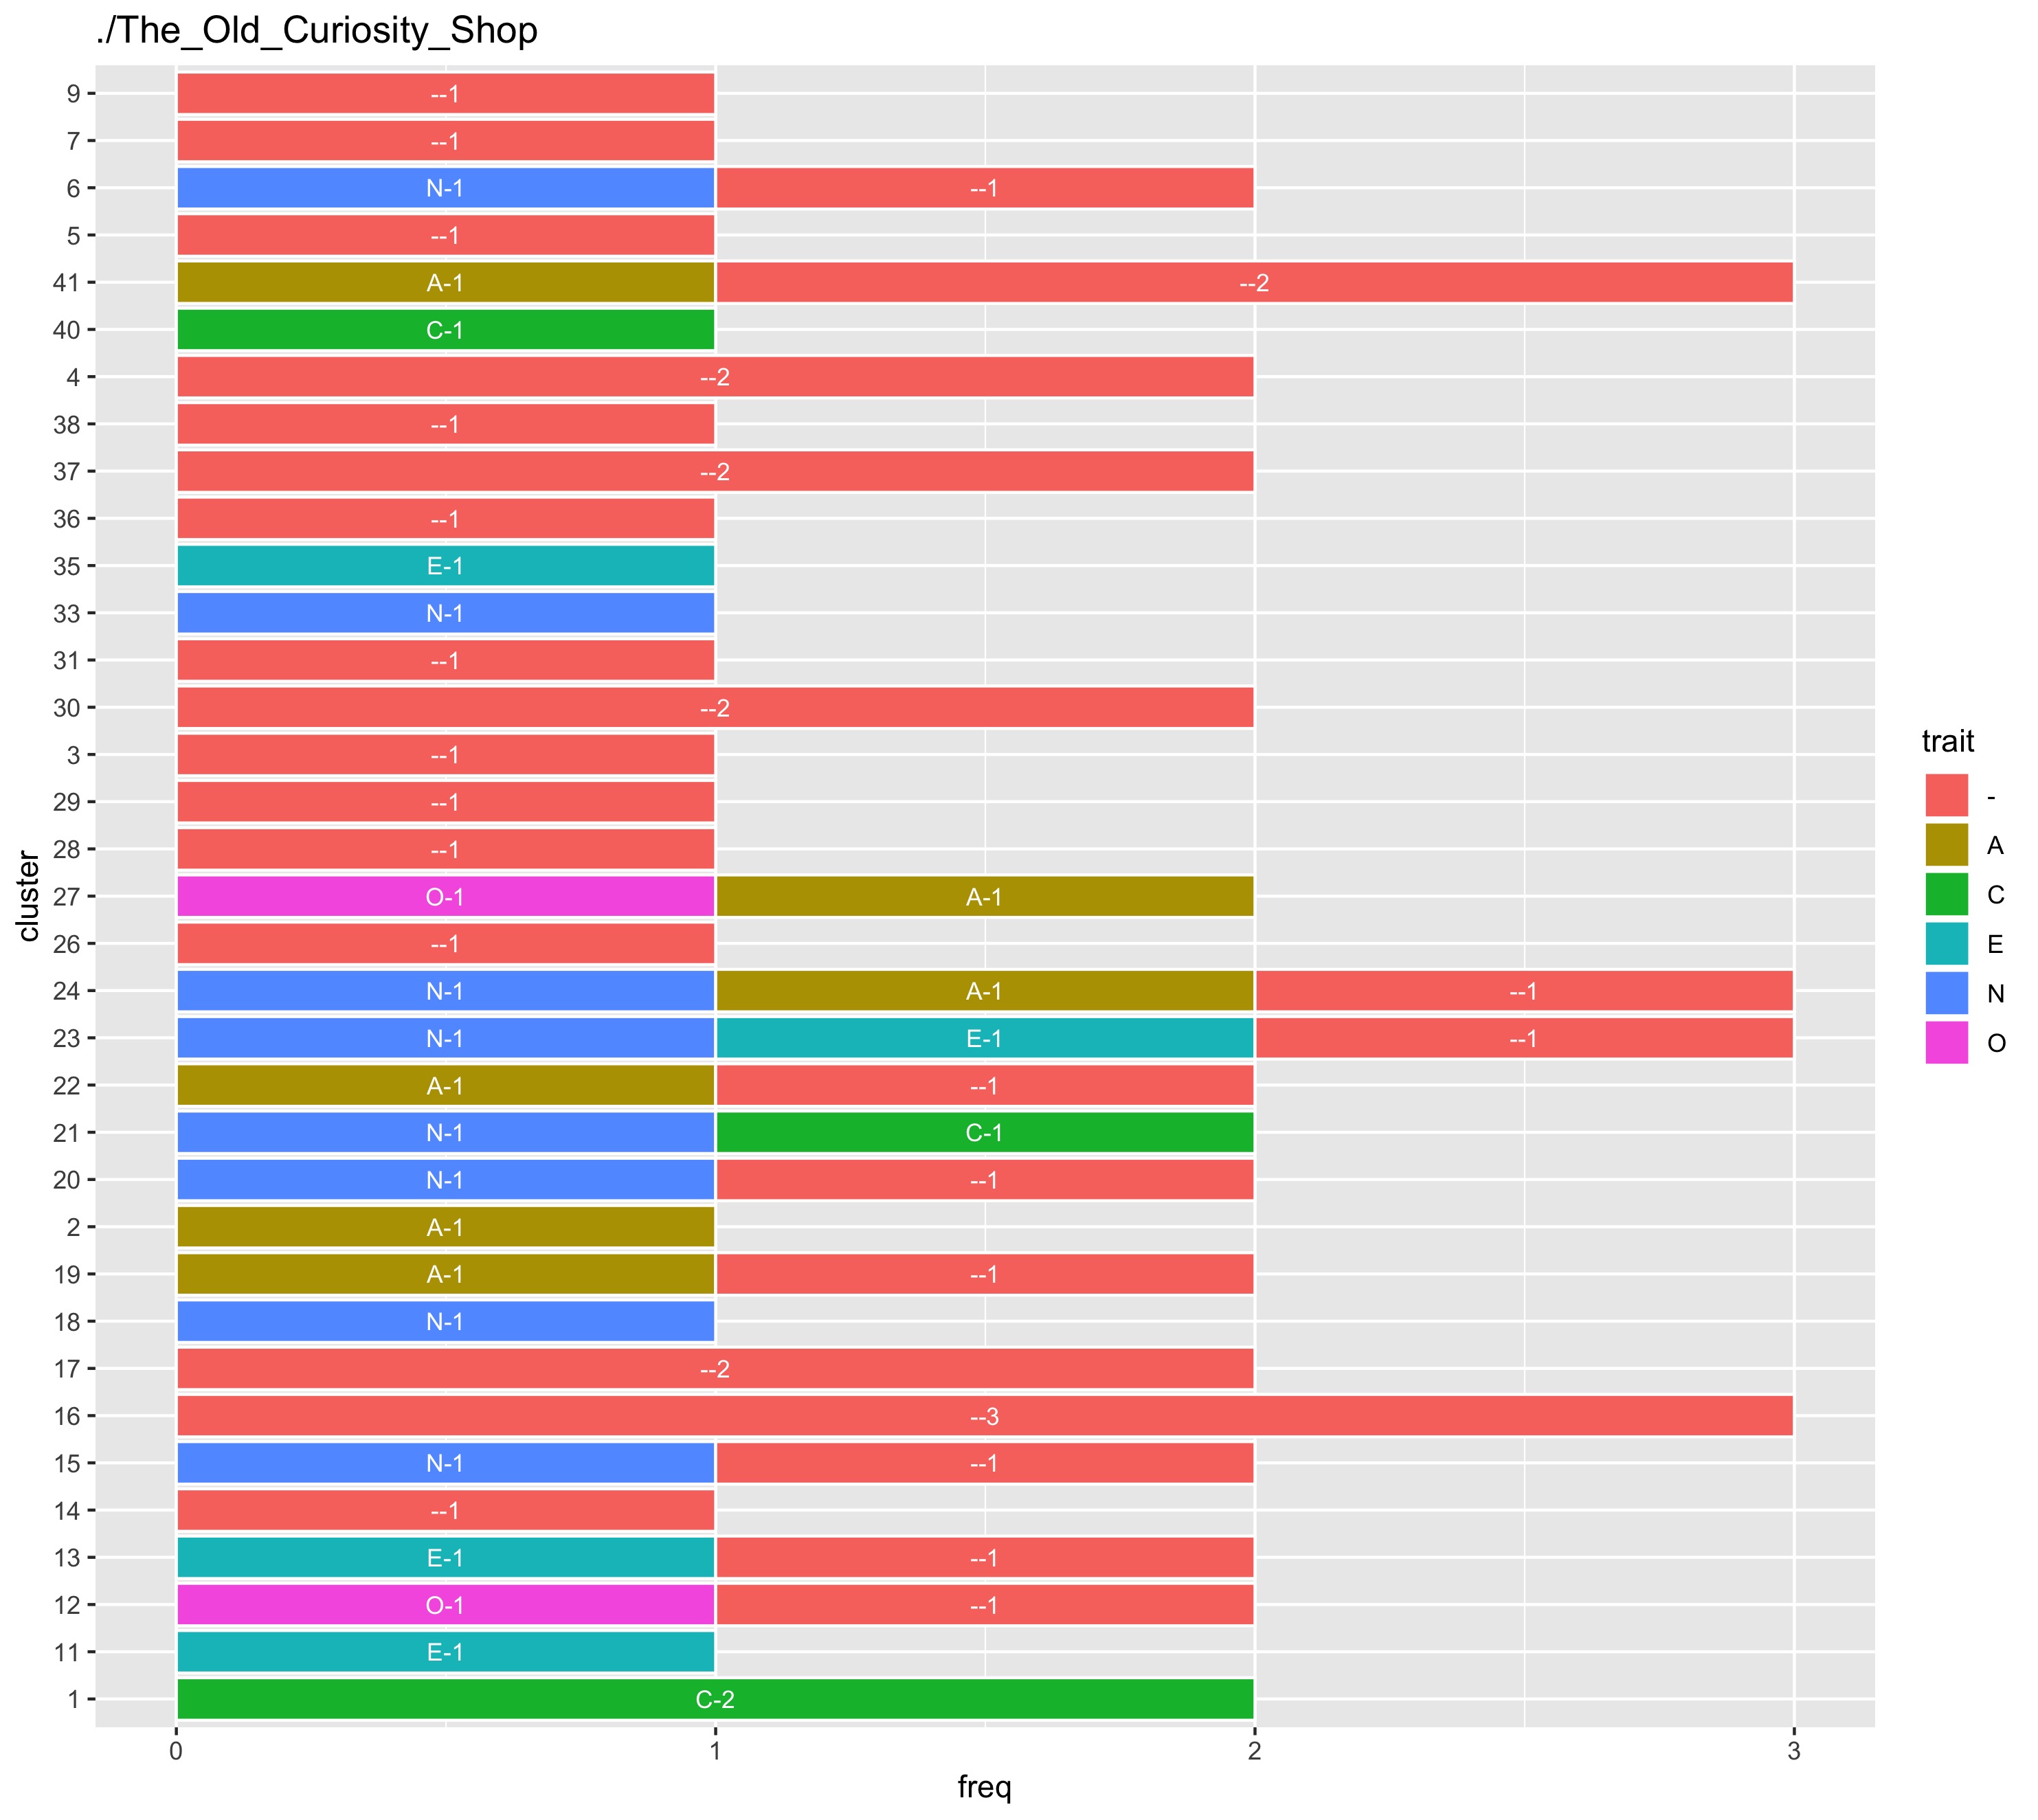 ./The_Old_Curiosity_Shop
9 --1
7 --1
6 N-1 --1
5 --1
41 A-1 --2
40 C-1
4 --2
38 --1
37 --2
36 --1
35 E-1
33 N-1
31 --1
30 --2
3 --1
29 --1
28 --1
27 O-1 A-1
26 --1
24 N-1 A-1 --1
23 N-1 E-1 --1
22 A-1 --1
21 N-1 C-1
20 N-1 --1
2 A-1
19 A-1 --1
18 N-1
17 --2
16 --3
15 N-1 --1
14 --1
13 E-1 --1
12 O-1 --1
11 E-1
1 C-2
0 1 2 3
freq
cluster
trait
-
A
C
E
N
O